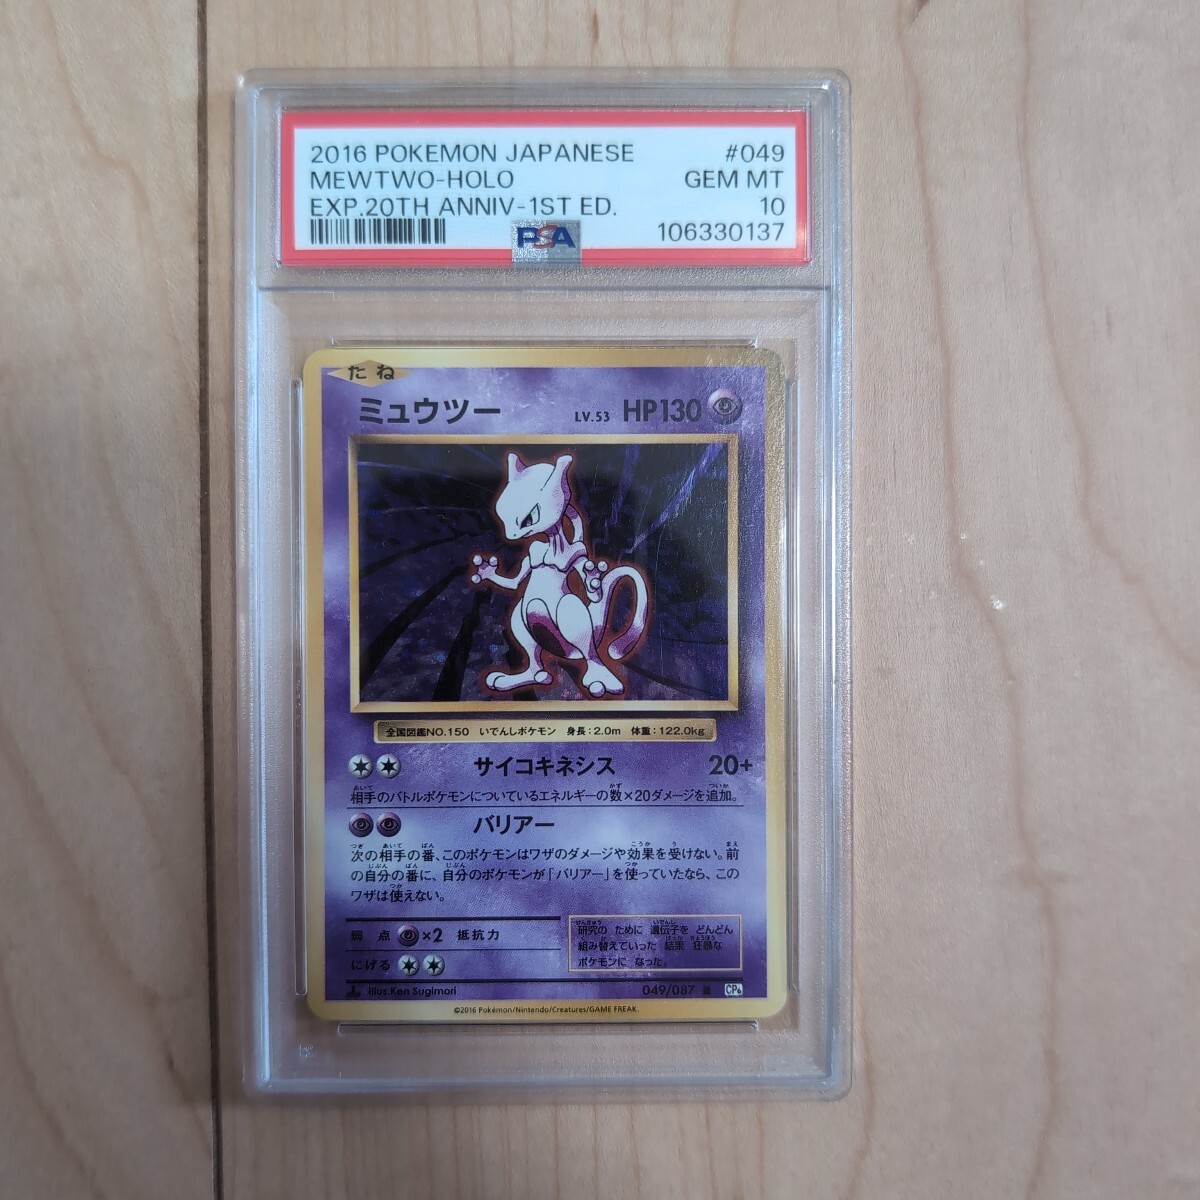 2016 POKEMON JAPANESE #049
MEWTWO-HOLO GEM MT
EXP.20TH ANNIV-1ST ED. 10
PSA 106330137
たね
ミュウツー LV.53 HP130
全国図鑑NO.150 いでんしポケモン 身長:2.0m 体重:122.0kg
サイコキネシス 20+
相手のバトルポケモンについているエネルギーの数×20ダメージを追加。
バリアー
次の相手の番、このポケモンはワザのダメージや効果を受けない。前
の自分の番に、自分のポケモンが「バリアー」を使っていたなら、この
ワザは使えない。
弱点 ×2 抵抗力
にげる
研究の ために 遺伝子を どんどん
組み替えていった 結果 狂暴な
ポケモンに なった。
illus.Ken Sugimori 049/087 R CP6
©2016 Pokémon/Nintendo/Creatures/GAME FREAK.